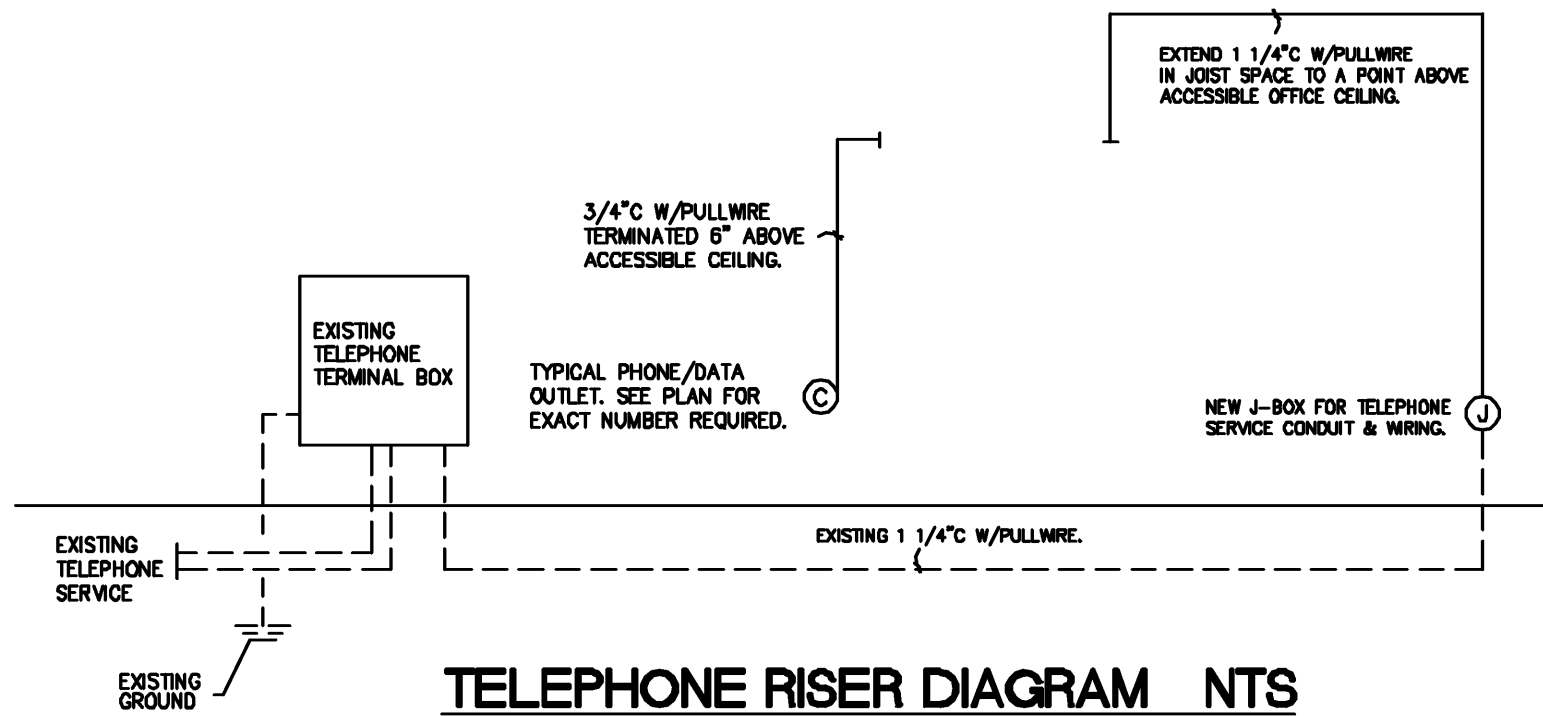 EXTEND 1 1/4"C W/PULLWIRE
IN JOIST SPACE TO A POINT ABOVE
ACCESSIBLE OFFICE CEILING.
3/4"C W/PULLWIRE
TERMINATED 6" ABOVE
ACCESSIBLE CEILING.
EXISTING
TELEPHONE
TERMINAL BOX
TYPICAL PHONE/DATA
OUTLET. SEE PLAN FOR
EXACT NUMBER REQUIRED.
C
NEW J-BOX FOR TELEPHONE
SERVICE CONDUIT & WIRING.
J
EXISTING
TELEPHONE
SERVICE
EXISTING 1 1/4"C W/PULLWIRE.
EXISTING
GROUND
TELEPHONE RISER DIAGRAM NTS